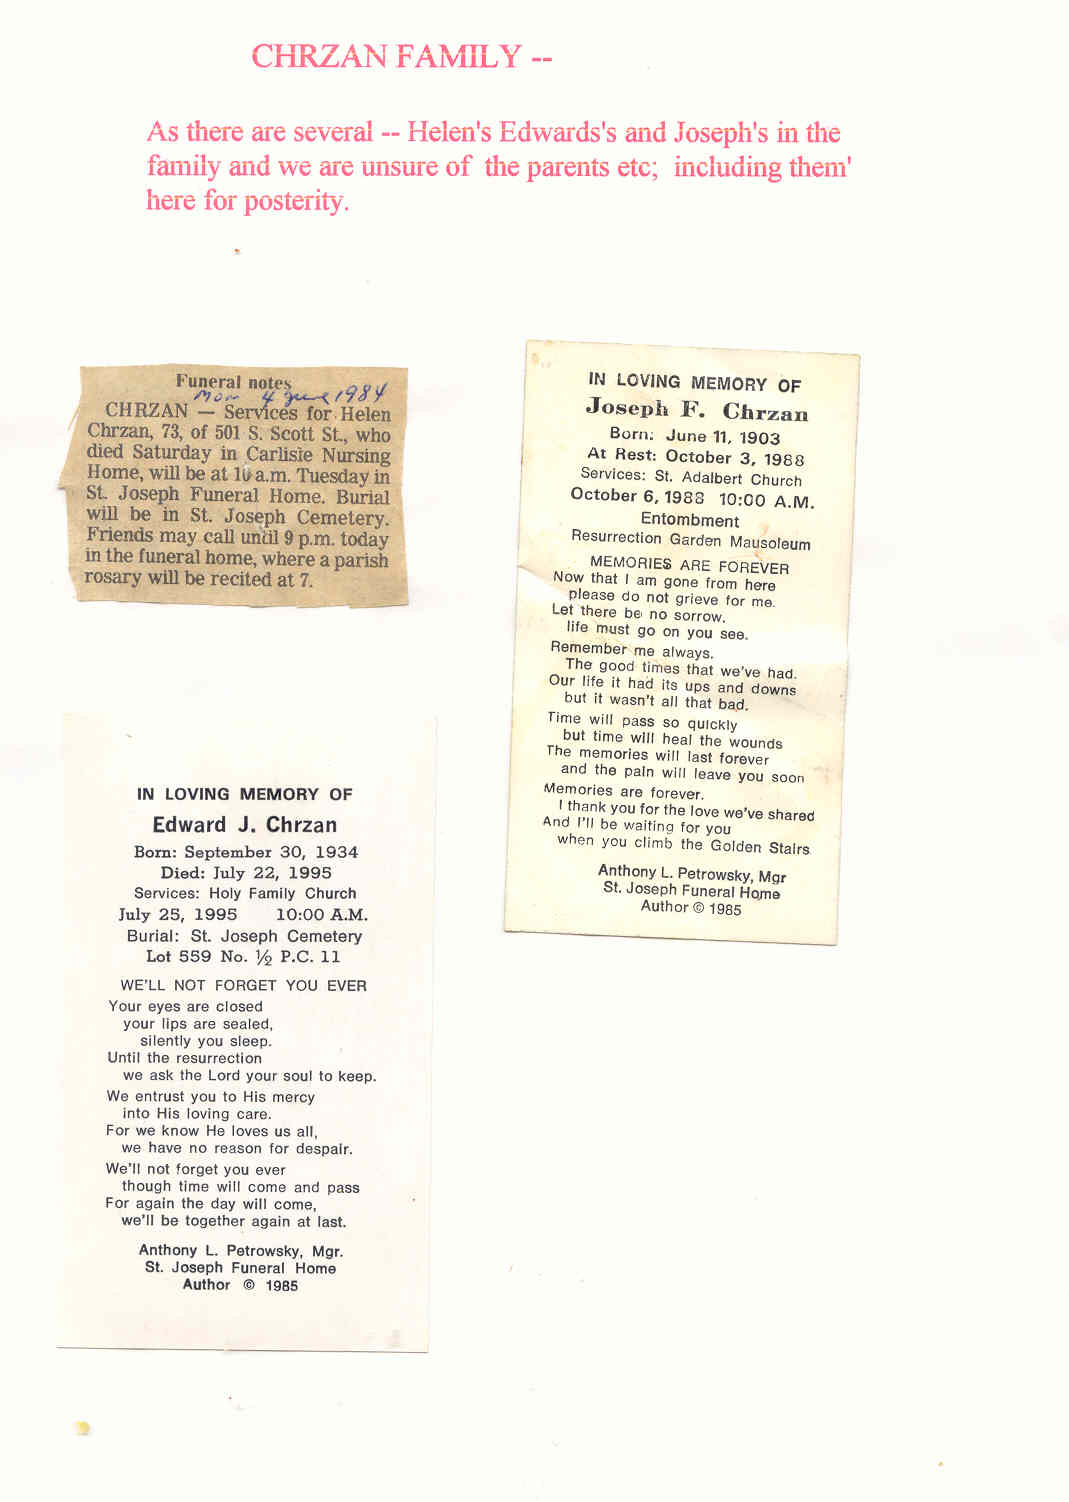 CHRZAN FAMILY --
As there are several -- Helen's Edwards's and Joseph's in the
family and we are unsure of the parents etc; including them'
here for posterity.
Funeral notes
Mon 4 June 1984
CHRZAN — Services for Helen
Chrzan, 73, of 501 S. Scott St., who
died Saturday in Carlisle Nursing
Home, will be at 10 a.m. Tuesday in
St. Joseph Funeral Home. Burial
will be in St. Joseph Cemetery.
Friends may call until 9 p.m. today
in the funeral home, where a parish
rosary will be recited at 7.
IN LOVING MEMORY OF
Joseph F. Chrzan
Born: June 11, 1903
At Rest: October 3, 1988
Services: St. Adalbert Church
October 6, 1988 10:00 A.M.
Entombment
Resurrection Garden Mausoleum
MEMORIES ARE FOREVER
Now that I am gone from here
please do not grieve for me.
Let there be no sorrow,
life must go on you see.
Remember me always.
The good times that we've had.
Our life it had its ups and downs
but it wasn't all that bad.
Time will pass so quickly
but time will heal the wounds
The memories will last forever
and the pain will leave you soon
Memories are forever.
I thank you for the love we've shared
And I'll be waiting for you
when you climb the Golden Stairs
Anthony L. Petrowsky, Mgr
St. Joseph Funeral Home
Author © 1985
IN LOVING MEMORY OF
Edward J. Chrzan
Born: September 30, 1934
Died: July 22, 1995
Services: Holy Family Church
July 25, 1995 10:00 A.M.
Burial: St. Joseph Cemetery
Lot 559 No. ½ P.C. 11
WE'LL NOT FORGET YOU EVER
Your eyes are closed
your lips are sealed,
silently you sleep.
Until the resurrection
we ask the Lord your soul to keep.
We entrust you to His mercy
into His loving care.
For we know He loves us all,
we have no reason for despair.
We'll not forget you ever
though time will come and pass
For again the day will come,
we'll be together again at last.
Anthony L. Petrowsky, Mgr.
St. Joseph Funeral Home
Author © 1985